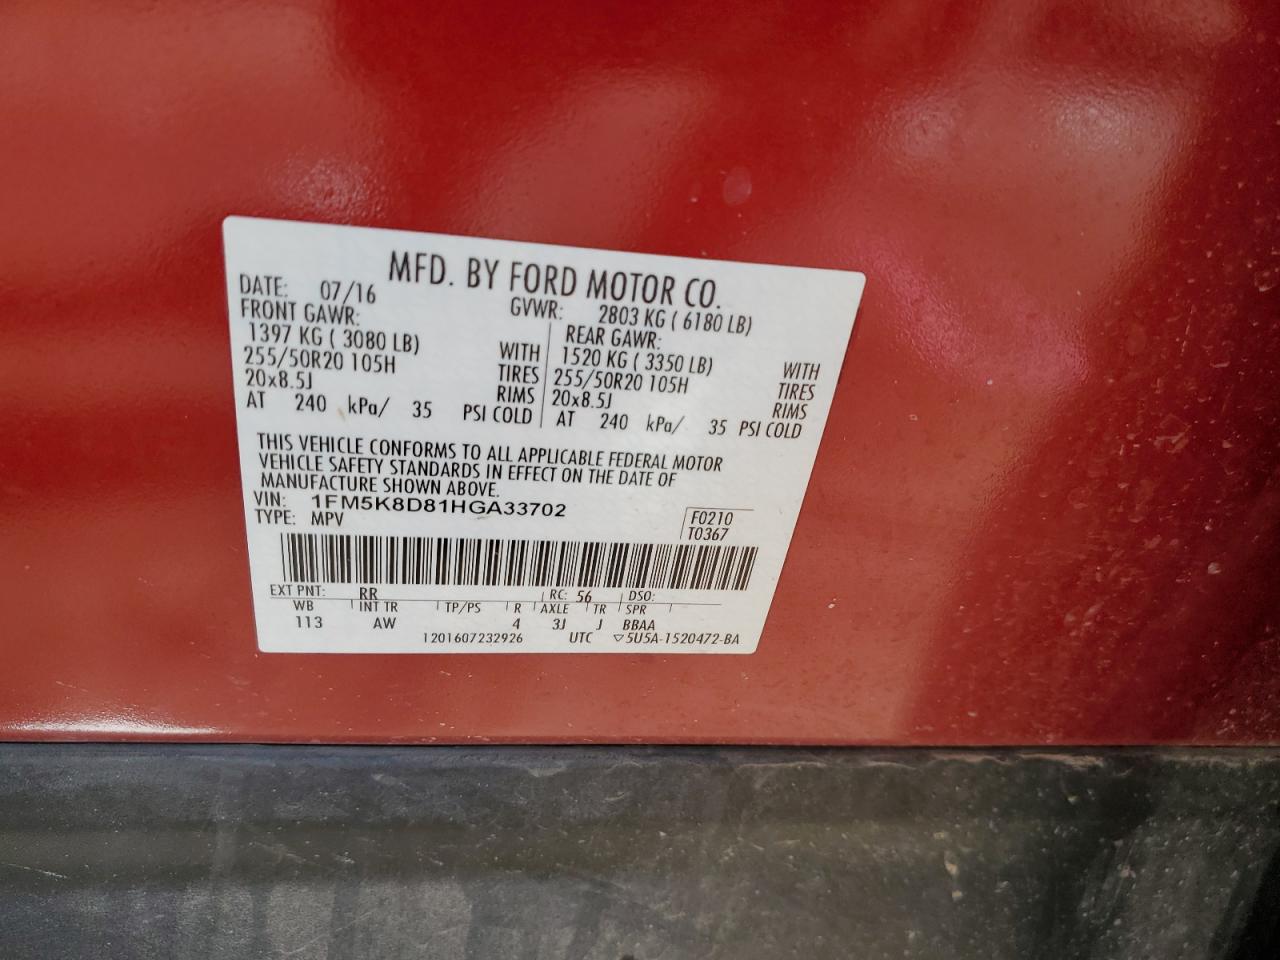 MFD. BY FORD MOTOR CO.
DATE: 07/16 GVWR: 2803 KG ( 6180 LB)
FRONT GAWR: REAR GAWR:
1397 KG ( 3080 LB) WITH 1520 KG ( 3350 LB) WITH
255/50R20 105H TIRES 255/50R20 105H TIRES
20x8.5J RIMS 20x8.5J RIMS
AT 240 kPa/ 35 PSI COLD AT 240 kPa/ 35 PSI COLD
THIS VEHICLE CONFORMS TO ALL APPLICABLE FEDERAL MOTOR
VEHICLE SAFETY STANDARDS IN EFFECT ON THE DATE OF
MANUFACTURE SHOWN ABOVE.
VIN: 1FM5K8D81HGA33702
TYPE: MPV F0210
T0367
EXT PNT: RR RC: 56 DSO:
WB INT TR TP/PS R AXLE TR SPR
113 AW 4 3J J BBAA
1201607232926 UTC ▽5U5A-1520472-BA